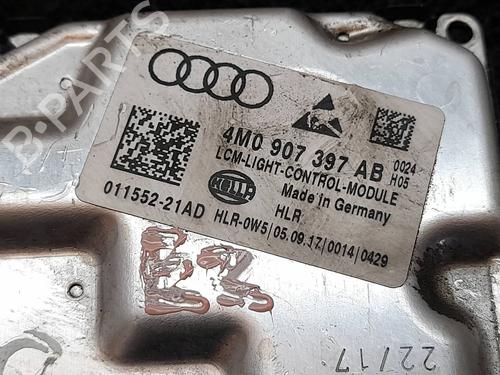 4M0 907 397 AB
0024
H05
LCM-LIGHT-CONTROL-MODULE
Made in Germany
HELLA
HLR
011552-21AD
HLR-0W5|05.09.17|0014|0429
22/17
B-PARTS